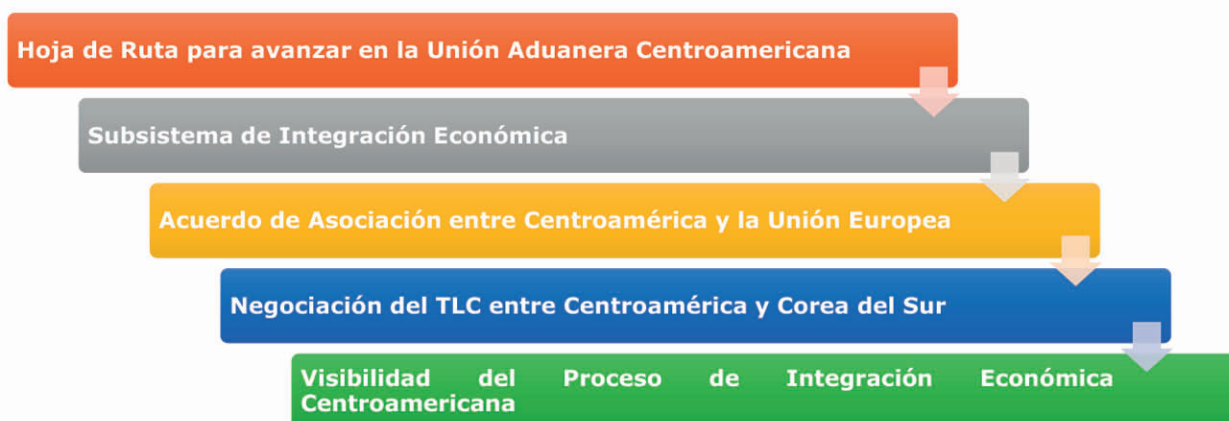 Hoja de Ruta para avanzar en la Unión Aduanera Centroamericana
Subsistema de Integración Económica
Acuerdo de Asociación entre Centroamérica y la Unión Europea
Negociación del TLC entre Centroamérica y Corea del Sur
Visibilidad del Proceso de Integración Económica
Centroamericana